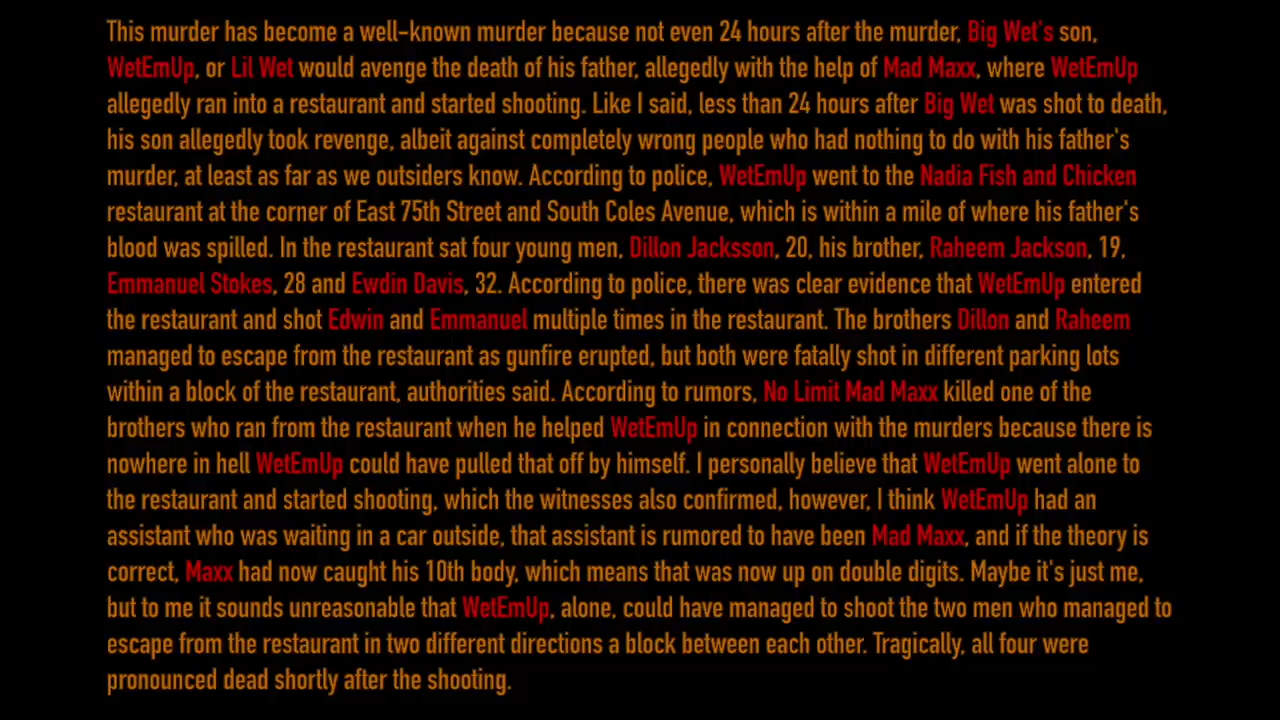 This murder has become a well-known murder because not even 24 hours after the murder, Big Wet's son,
WetEmUp, or Lil Wet would avenge the death of his father, allegedly with the help of Mad Maxx, where WetEmUp
allegedly ran into a restaurant and started shooting. Like I said, less than 24 hours after Big Wet was shot to death,
his son allegedly took revenge, albeit against completely wrong people who had nothing to do with his father's
murder, at least as far as we outsiders know. According to police, WetEmUp went to the Nadia Fish and Chicken
restaurant at the corner of East 75th Street and South Coles Avenue, which is within a mile of where his father's
blood was spilled. In the restaurant sat four young men, Dillon Jacksson, 20, his brother, Raheem Jackson, 19,
Emmanuel Stokes, 28 and Ewdin Davis, 32. According to police, there was clear evidence that WetEmUp entered
the restaurant and shot Edwin and Emmanuel multiple times in the restaurant. The brothers Dillon and Raheem
managed to escape from the restaurant as gunfire erupted, but both were fatally shot in different parking lots
within a block of the restaurant, authorities said. According to rumors, No Limit Mad Maxx killed one of the
brothers who ran from the restaurant when he helped WetEmUp in connection with the murders because there is
nowhere in hell WetEmUp could have pulled that off by himself. I personally believe that WetEmUp went alone to
the restaurant and started shooting, which the witnesses also confirmed, however, I think WetEmUp had an
assistant who was waiting in a car outside, that assistant is rumored to have been Mad Maxx, and if the theory is
correct, Maxx had now caught his 10th body, which means that was now up on double digits. Maybe it's just me,
but to me it sounds unreasonable that WetEmUp, alone, could have managed to shoot the two men who managed to
escape from the restaurant in two different directions a block between each other. Tragically, all four were
pronounced dead shortly after the shooting.